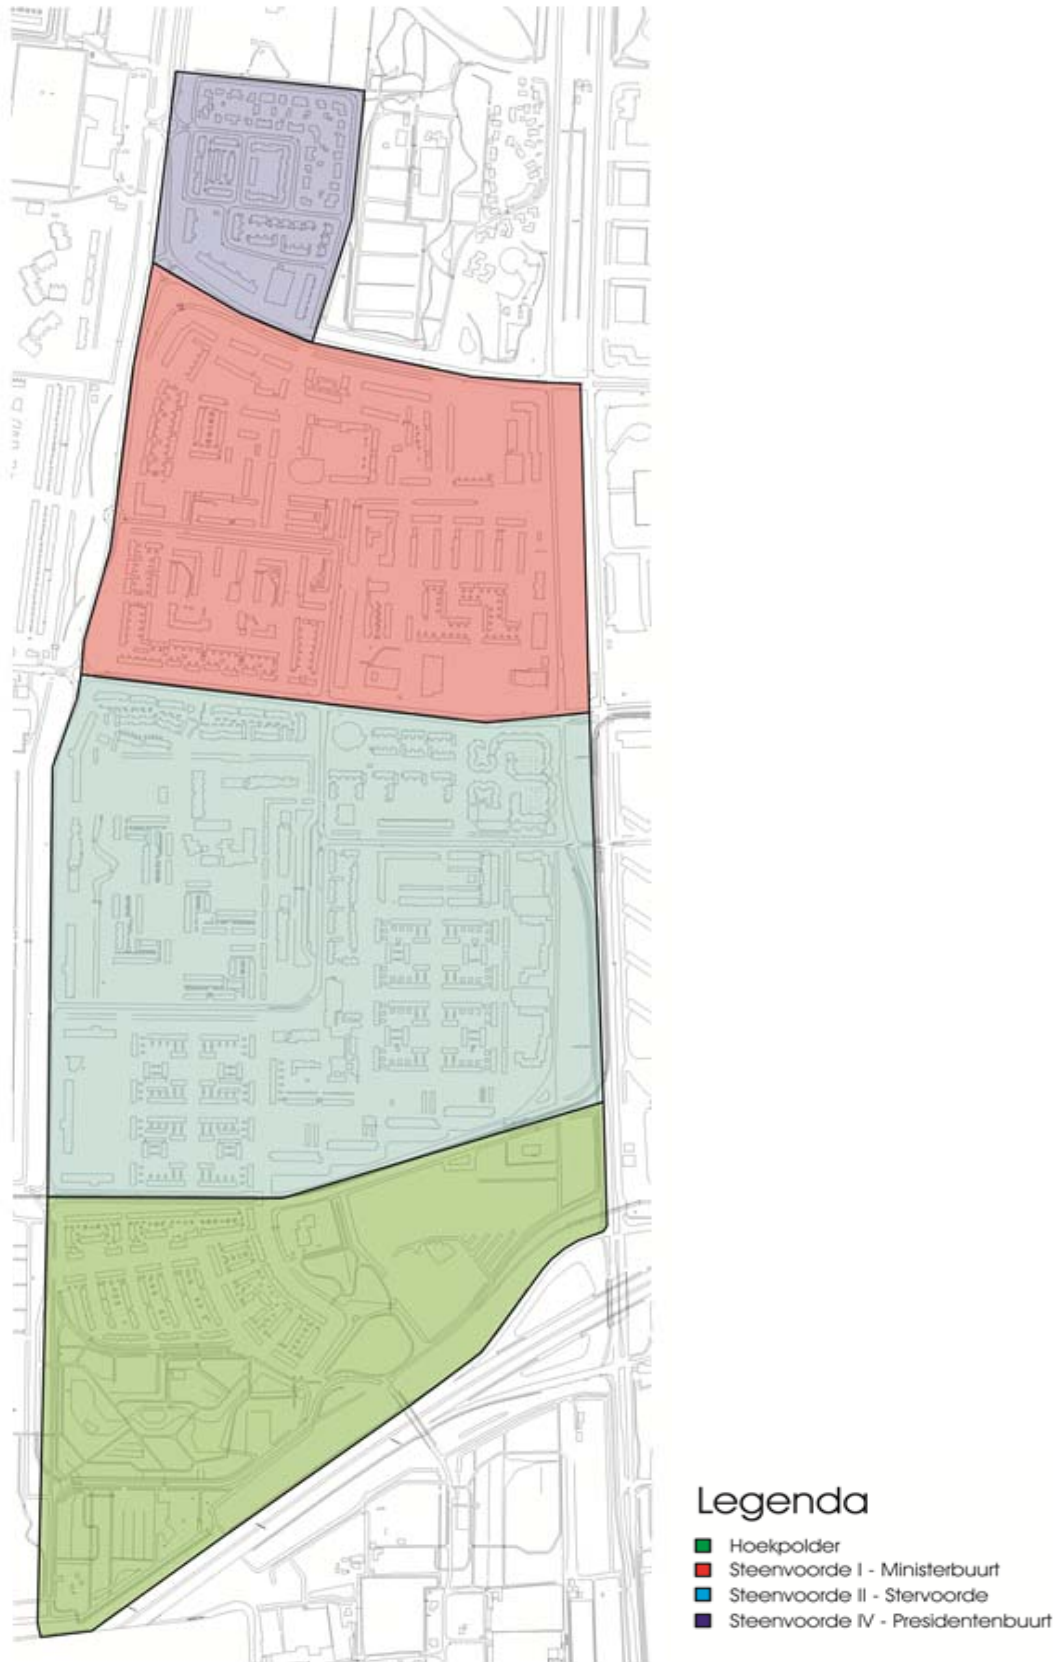 Legenda
Hoekpolder
Steenvoorde I - Ministerbuurt
Steenvoorde II - Stervoorde
Steenvoorde IV - Presidentenbuurt